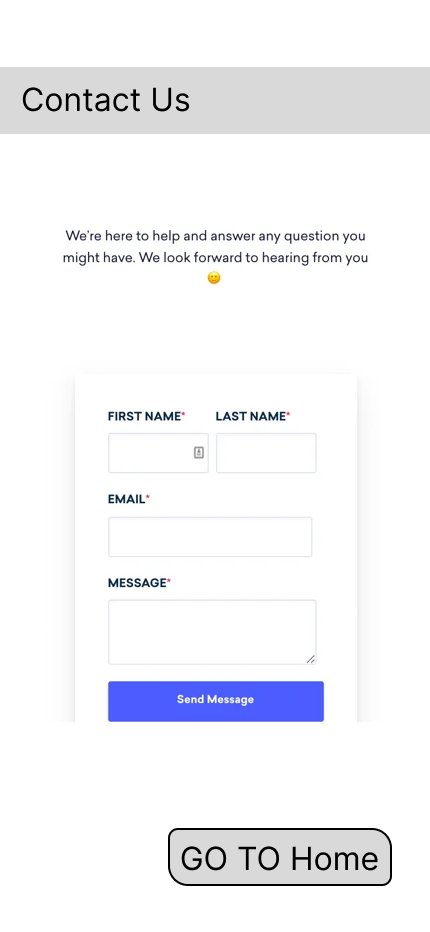 Contact Us
We’re here to help and answer any question you
might have. We look forward to hearing from you
🙂
FIRST NAME* LAST NAME*
EMAIL*
MESSAGE*
Send Message
GO TO Home